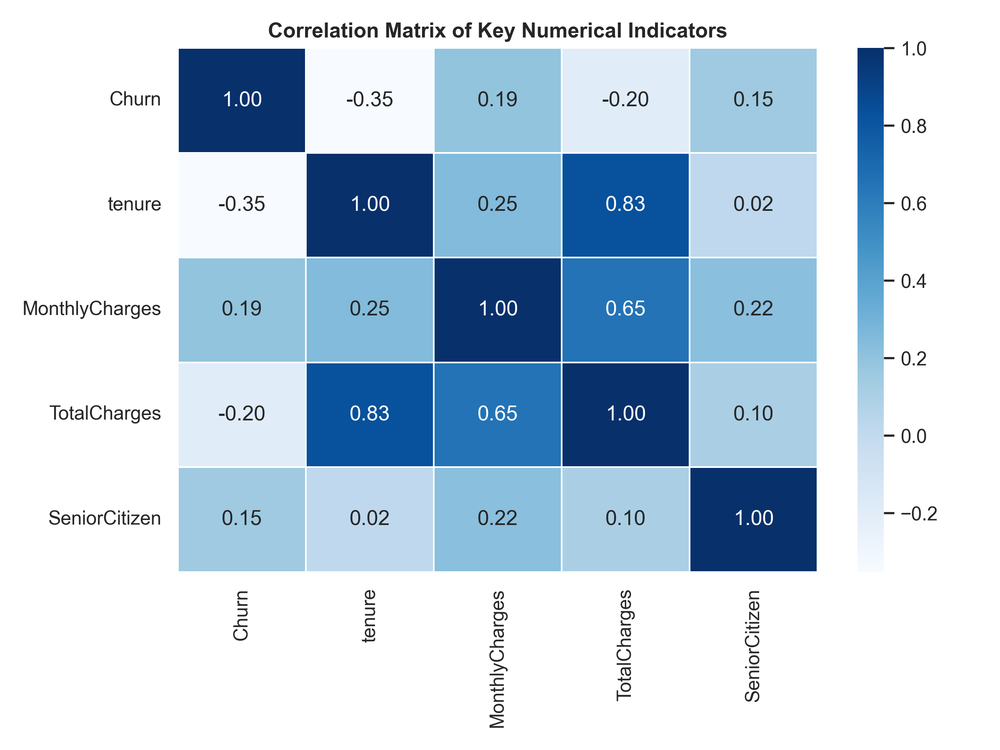 Correlation Matrix of Key Numerical Indicators
Churn 1.00 -0.35 0.19 -0.20 0.15
tenure -0.35 1.00 0.25 0.83 0.02
MonthlyCharges 0.19 0.25 1.00 0.65 0.22
TotalCharges -0.20 0.83 0.65 1.00 0.10
SeniorCitizen 0.15 0.02 0.22 0.10 1.00
Churn
tenure
MonthlyCharges
TotalCharges
SeniorCitizen
1.0
0.8
0.6
0.4
0.2
0.0
−0.2